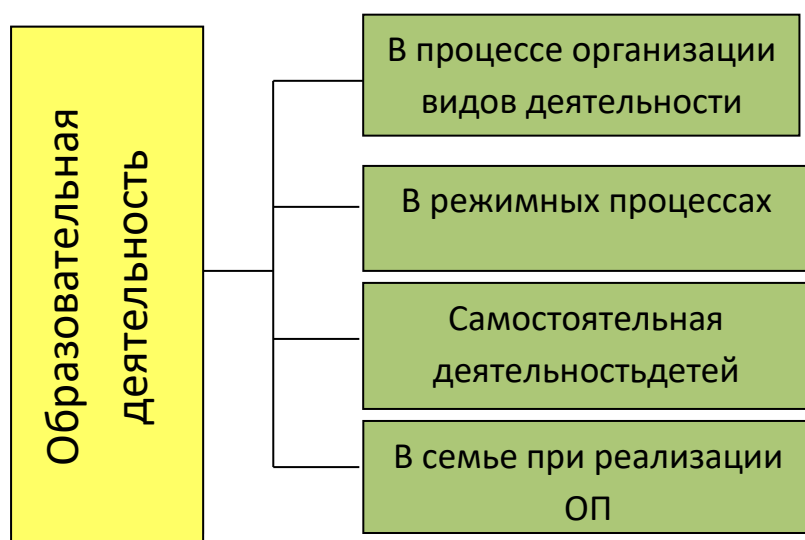 Образовательная
деятельность
В процессе организации
видов деятельности
В режимных процессах
Самостоятельная
деятельностьдетей
В семье при реализации
ОП